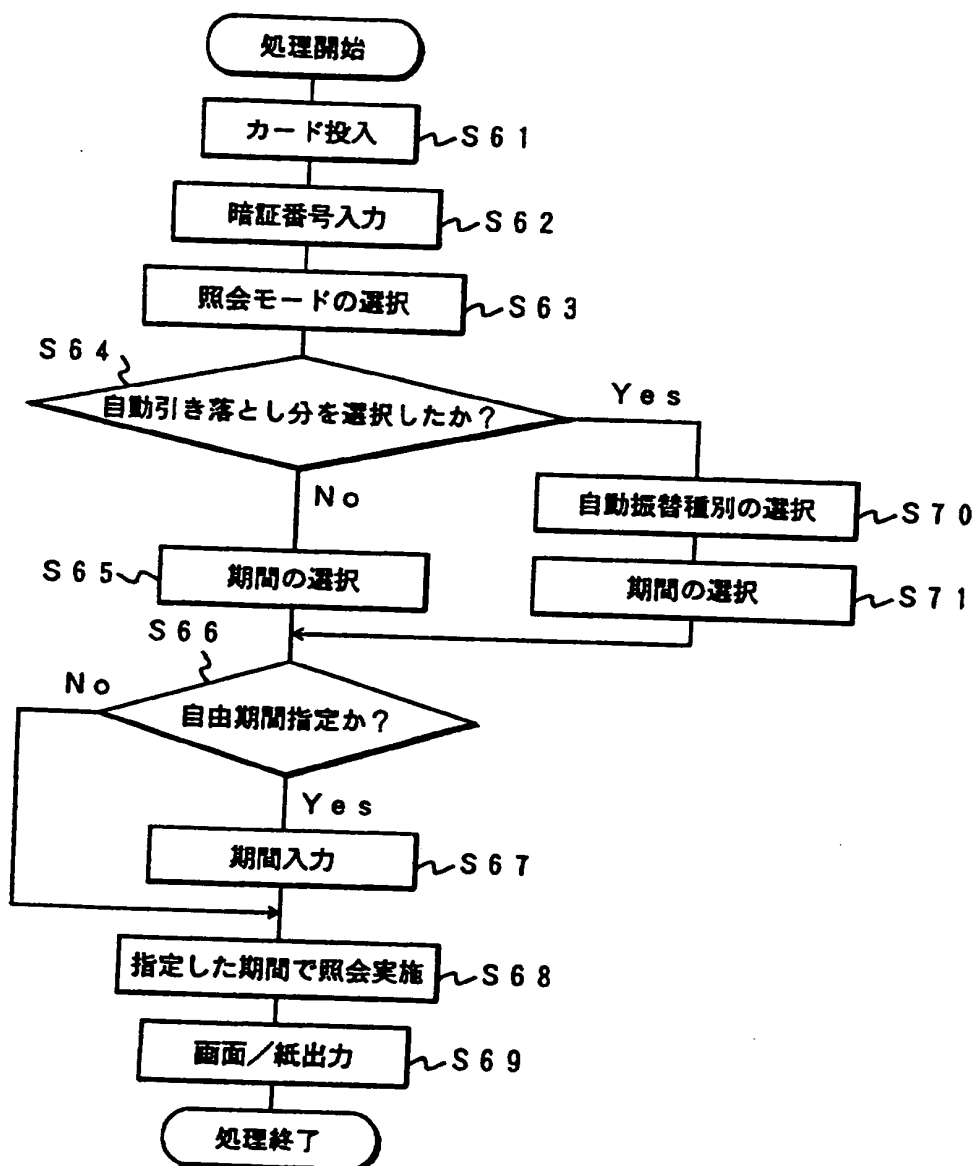 処理開始
カード投入
S61
暗証番号入力
S62
照会モードの選択
S63
S64
自動引き落とし分を選択したか?
Yes
No
自動振替種別の選択
S70
S65
期間の選択
期間の選択
S71
S66
No
自由期間指定か?
Yes
期間入力
S67
指定した期間で照会実施
S68
画面/紙出力
S69
処理終了